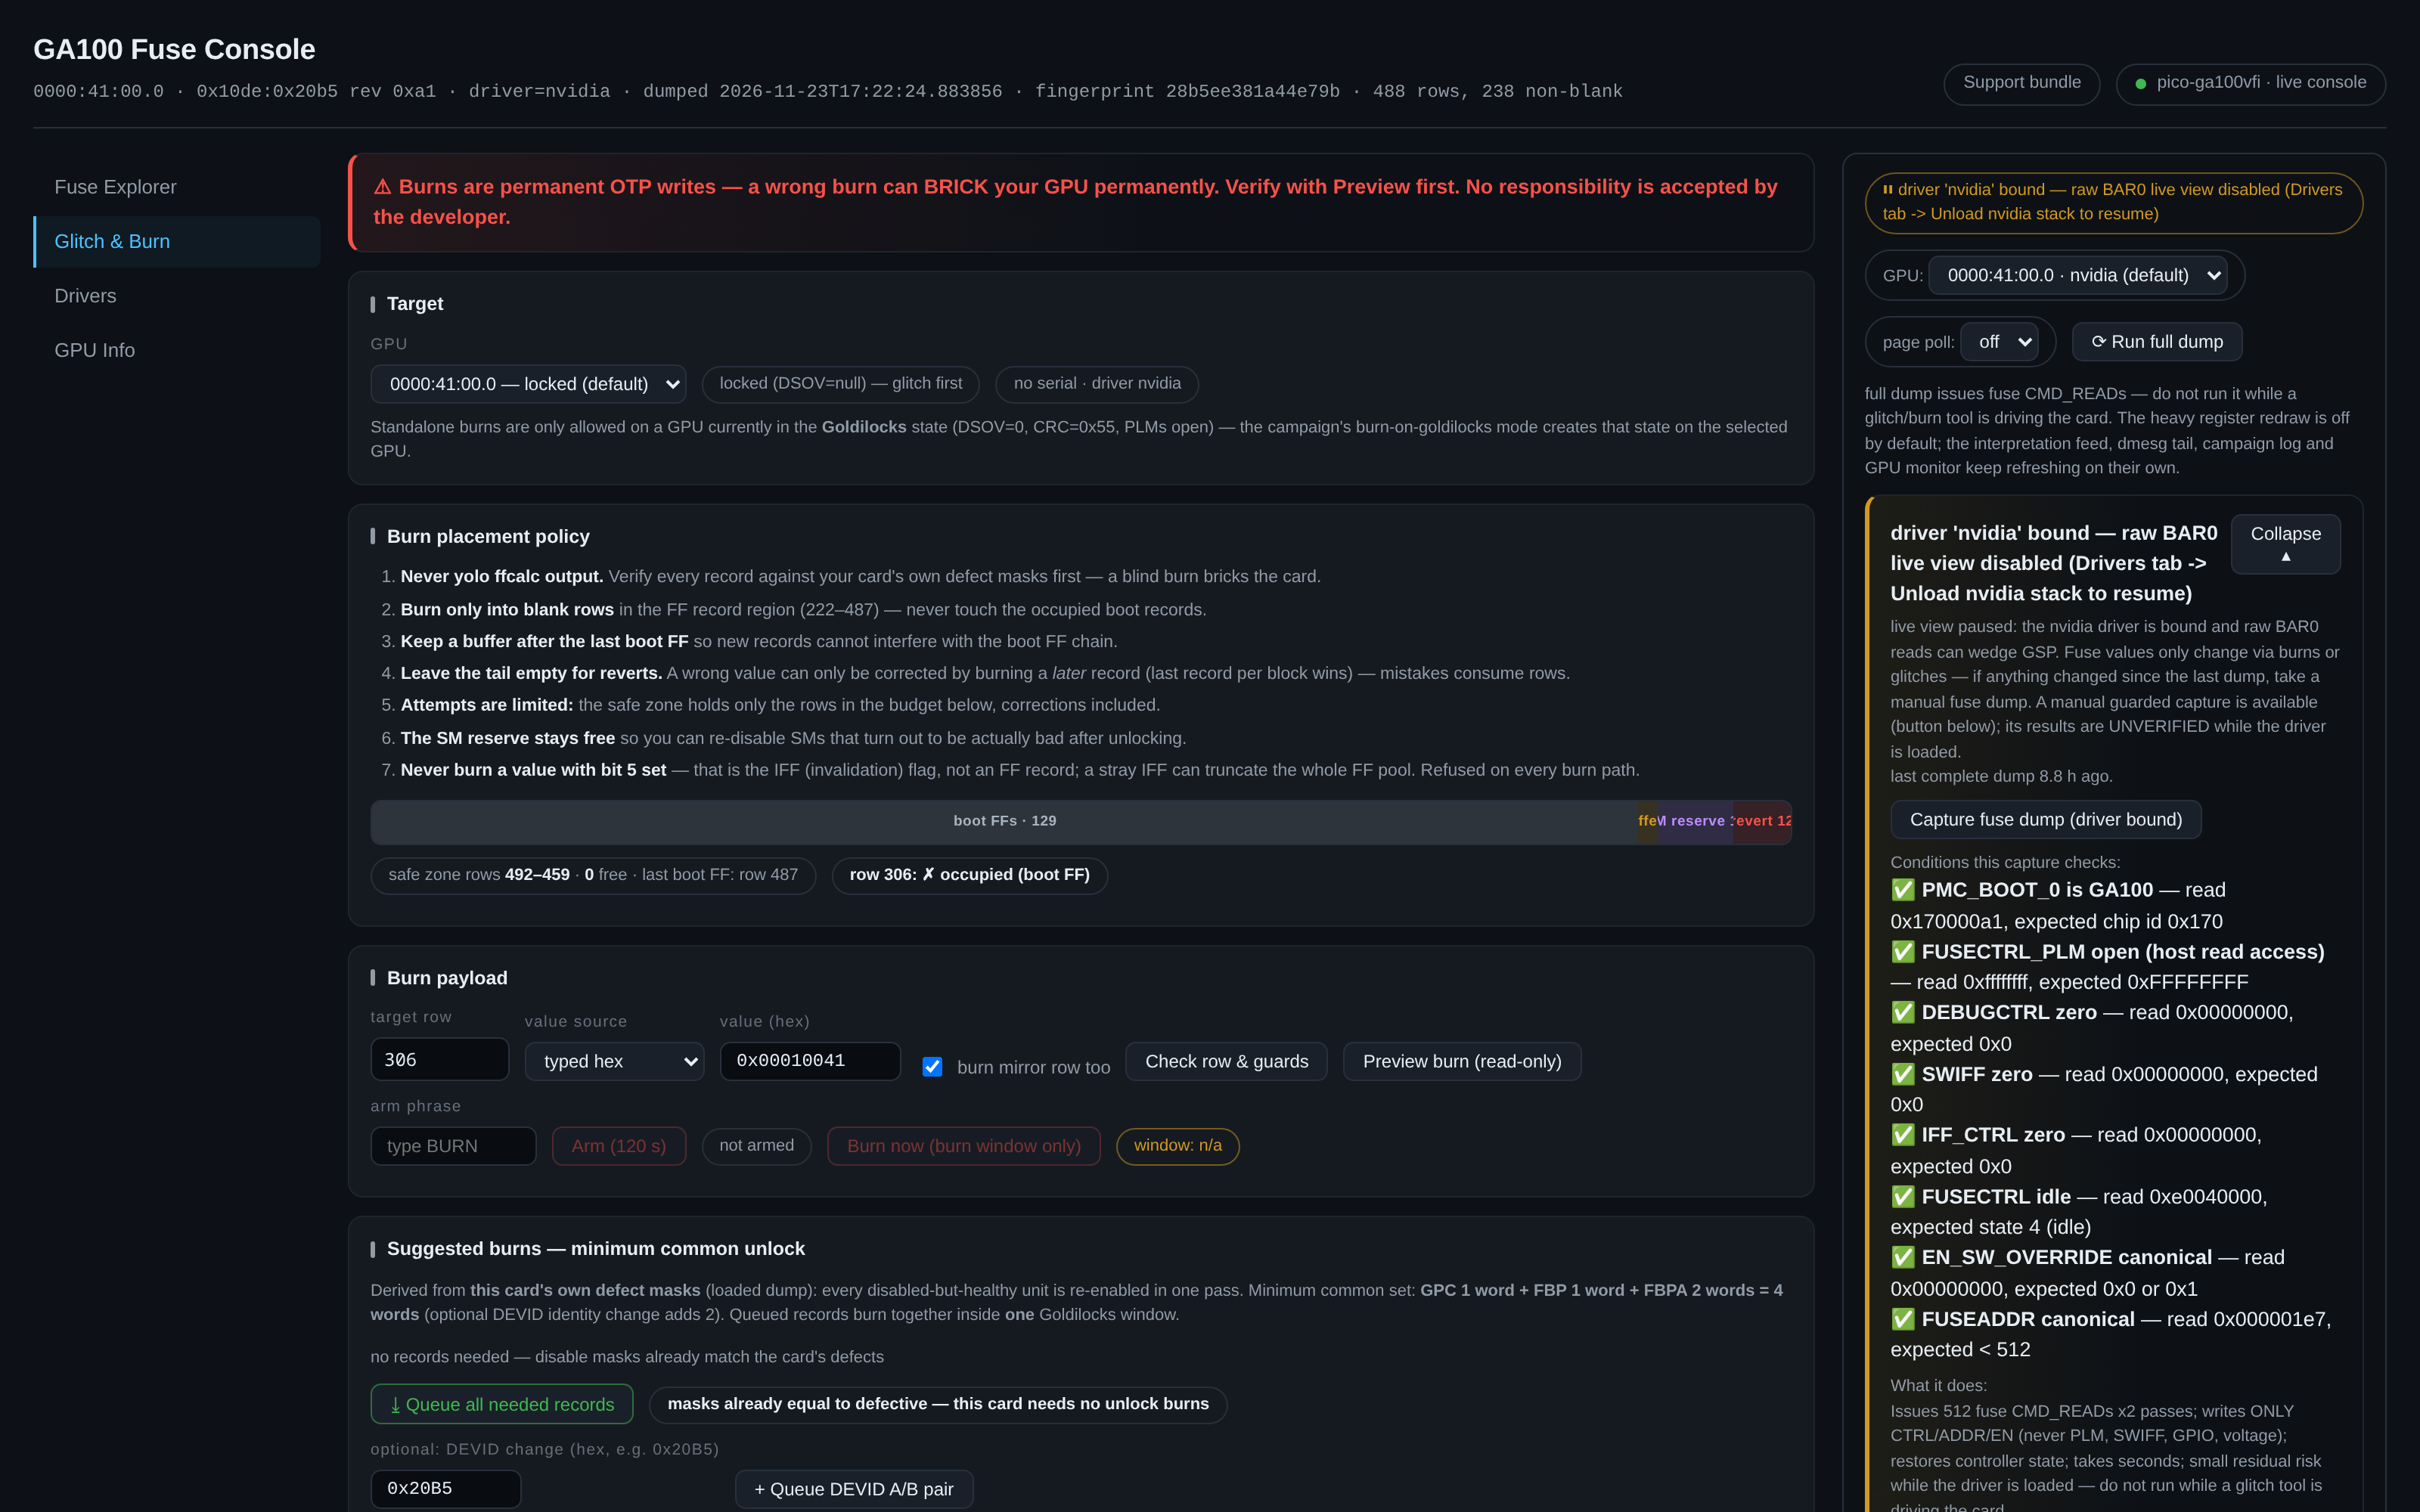 GA100 Fuse Console
0000:41:00.0 · 0x10de:0x20b5 rev 0xa1 · driver=nvidia · dumped 2026-11-23T17:22:24.883856 · fingerprint 28b5ee381a44e79b · 488 rows, 238 non-blank
Support bundle
pico-ga100vfi · live console
Fuse Explorer
Glitch & Burn
Drivers
GPU Info
⚠ Burns are permanent OTP writes — a wrong burn can BRICK your GPU permanently. Verify with Preview first. No responsibility is accepted by
the developer.
Target
GPU
0000:41:00.0 — locked (default)
locked (DSOV=null) — glitch first
no serial · driver nvidia
Standalone burns are only allowed on a GPU currently in the Goldilocks state (DSOV=0, CRC=0x55, PLMs open) — the campaign's burn-on-goldilocks mode creates that state on the selected
GPU.
Burn placement policy
1. Never yolo ffcalc output. Verify every record against your card's own defect masks first — a blind burn bricks the card.
2. Burn only into blank rows in the FF record region (222–487) — never touch the occupied boot records.
3. Keep a buffer after the last boot FF so new records cannot interfere with the boot FF chain.
4. Leave the tail empty for reverts. A wrong value can only be corrected by burning a later record (last record per block wins) — mistakes consume rows.
5. Attempts are limited: the safe zone holds only the rows in the budget below, corrections included.
6. The SM reserve stays free so you can re-disable SMs that turn out to be actually bad after unlocking.
7. Never burn a value with bit 5 set — that is the IFF (invalidation) flag, not an FF record; a stray IFF can truncate the whole FF pool. Refused on every burn path.
boot FFs · 129
ffe
M reserve
evert 12
safe zone rows 492–459 · 0 free · last boot FF: row 487
row 306: ✗ occupied (boot FF)
Burn payload
target row
value source
value (hex)
306
typed hex
0x00010041
burn mirror row too
Check row & guards
Preview burn (read-only)
arm phrase
type BURN
Arm (120 s)
not armed
Burn now (burn window only)
window: n/a
Suggested burns — minimum common unlock
Derived from this card's own defect masks (loaded dump): every disabled-but-healthy unit is re-enabled in one pass. Minimum common set: GPC 1 word + FBP 1 word + FBPA 2 words = 4
words (optional DEVID identity change adds 2). Queued records burn together inside one Goldilocks window.
no records needed — disable masks already match the card's defects
⤓ Queue all needed records
masks already equal to defective — this card needs no unlock burns
optional: DEVID change (hex, e.g. 0x20B5)
0x20B5
+ Queue DEVID A/B pair
⏸ driver 'nvidia' bound — raw BAR0 live view disabled (Drivers
tab -> Unload nvidia stack to resume)
GPU: 0000:41:00.0 · nvidia (default)
page poll: off
⟳ Run full dump
full dump issues fuse CMD_READs — do not run it while a
glitch/burn tool is driving the card. The heavy register redraw is off
by default; the interpretation feed, dmesg tail, campaign log and
GPU monitor keep refreshing on their own.
driver 'nvidia' bound — raw BAR0
live view disabled (Drivers tab ->
Unload nvidia stack to resume)
Collapse
▲
live view paused: the nvidia driver is bound and raw BAR0
reads can wedge GSP. Fuse values only change via burns or
glitches — if anything changed since the last dump, take a
manual fuse dump. A manual guarded capture is available
(button below); its results are UNVERIFIED while the driver
is loaded.
last complete dump 8.8 h ago.
Capture fuse dump (driver bound)
Conditions this capture checks:
✅ PMC_BOOT_0 is GA100 — read
0x170000a1, expected chip id 0x170
✅ FUSECTRL_PLM open (host read access)
— read 0xffffffff, expected 0xFFFFFFFF
✅ DEBUGCTRL zero — read 0x00000000,
expected 0x0
✅ SWIFF zero — read 0x00000000, expected
0x0
✅ IFF_CTRL zero — read 0x00000000,
expected 0x0
✅ FUSECTRL idle — read 0xe0040000,
expected state 4 (idle)
✅ EN_SW_OVERRIDE canonical — read
0x00000000, expected 0x0 or 0x1
✅ FUSEADDR canonical — read 0x000001e7,
expected < 512
What it does:
Issues 512 fuse CMD_READs x2 passes; writes ONLY
CTRL/ADDR/EN (never PLM, SWIFF, GPIO, voltage);
restores controller state; takes seconds; small residual risk
while the driver is loaded — do not run while a glitch tool is
driving the card